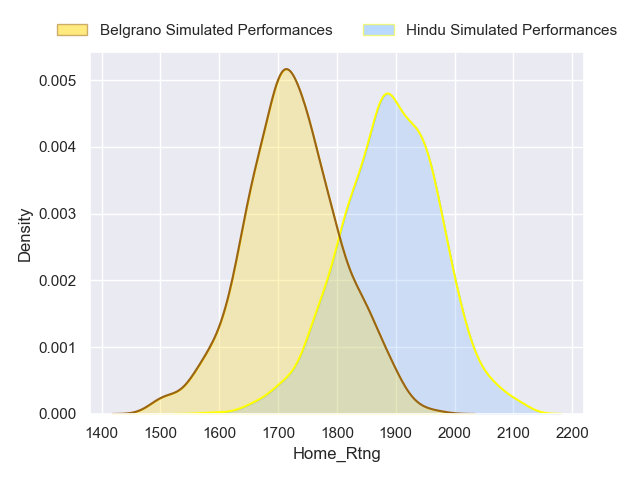 Belgrano Simulated Performances Hindu Simulated Performances
0.005
0.004
0.003
0.002
0.001
0.000
Density
1400 1500 1600 1700 1800 1900 2000 2100 2200
Home_Rtng